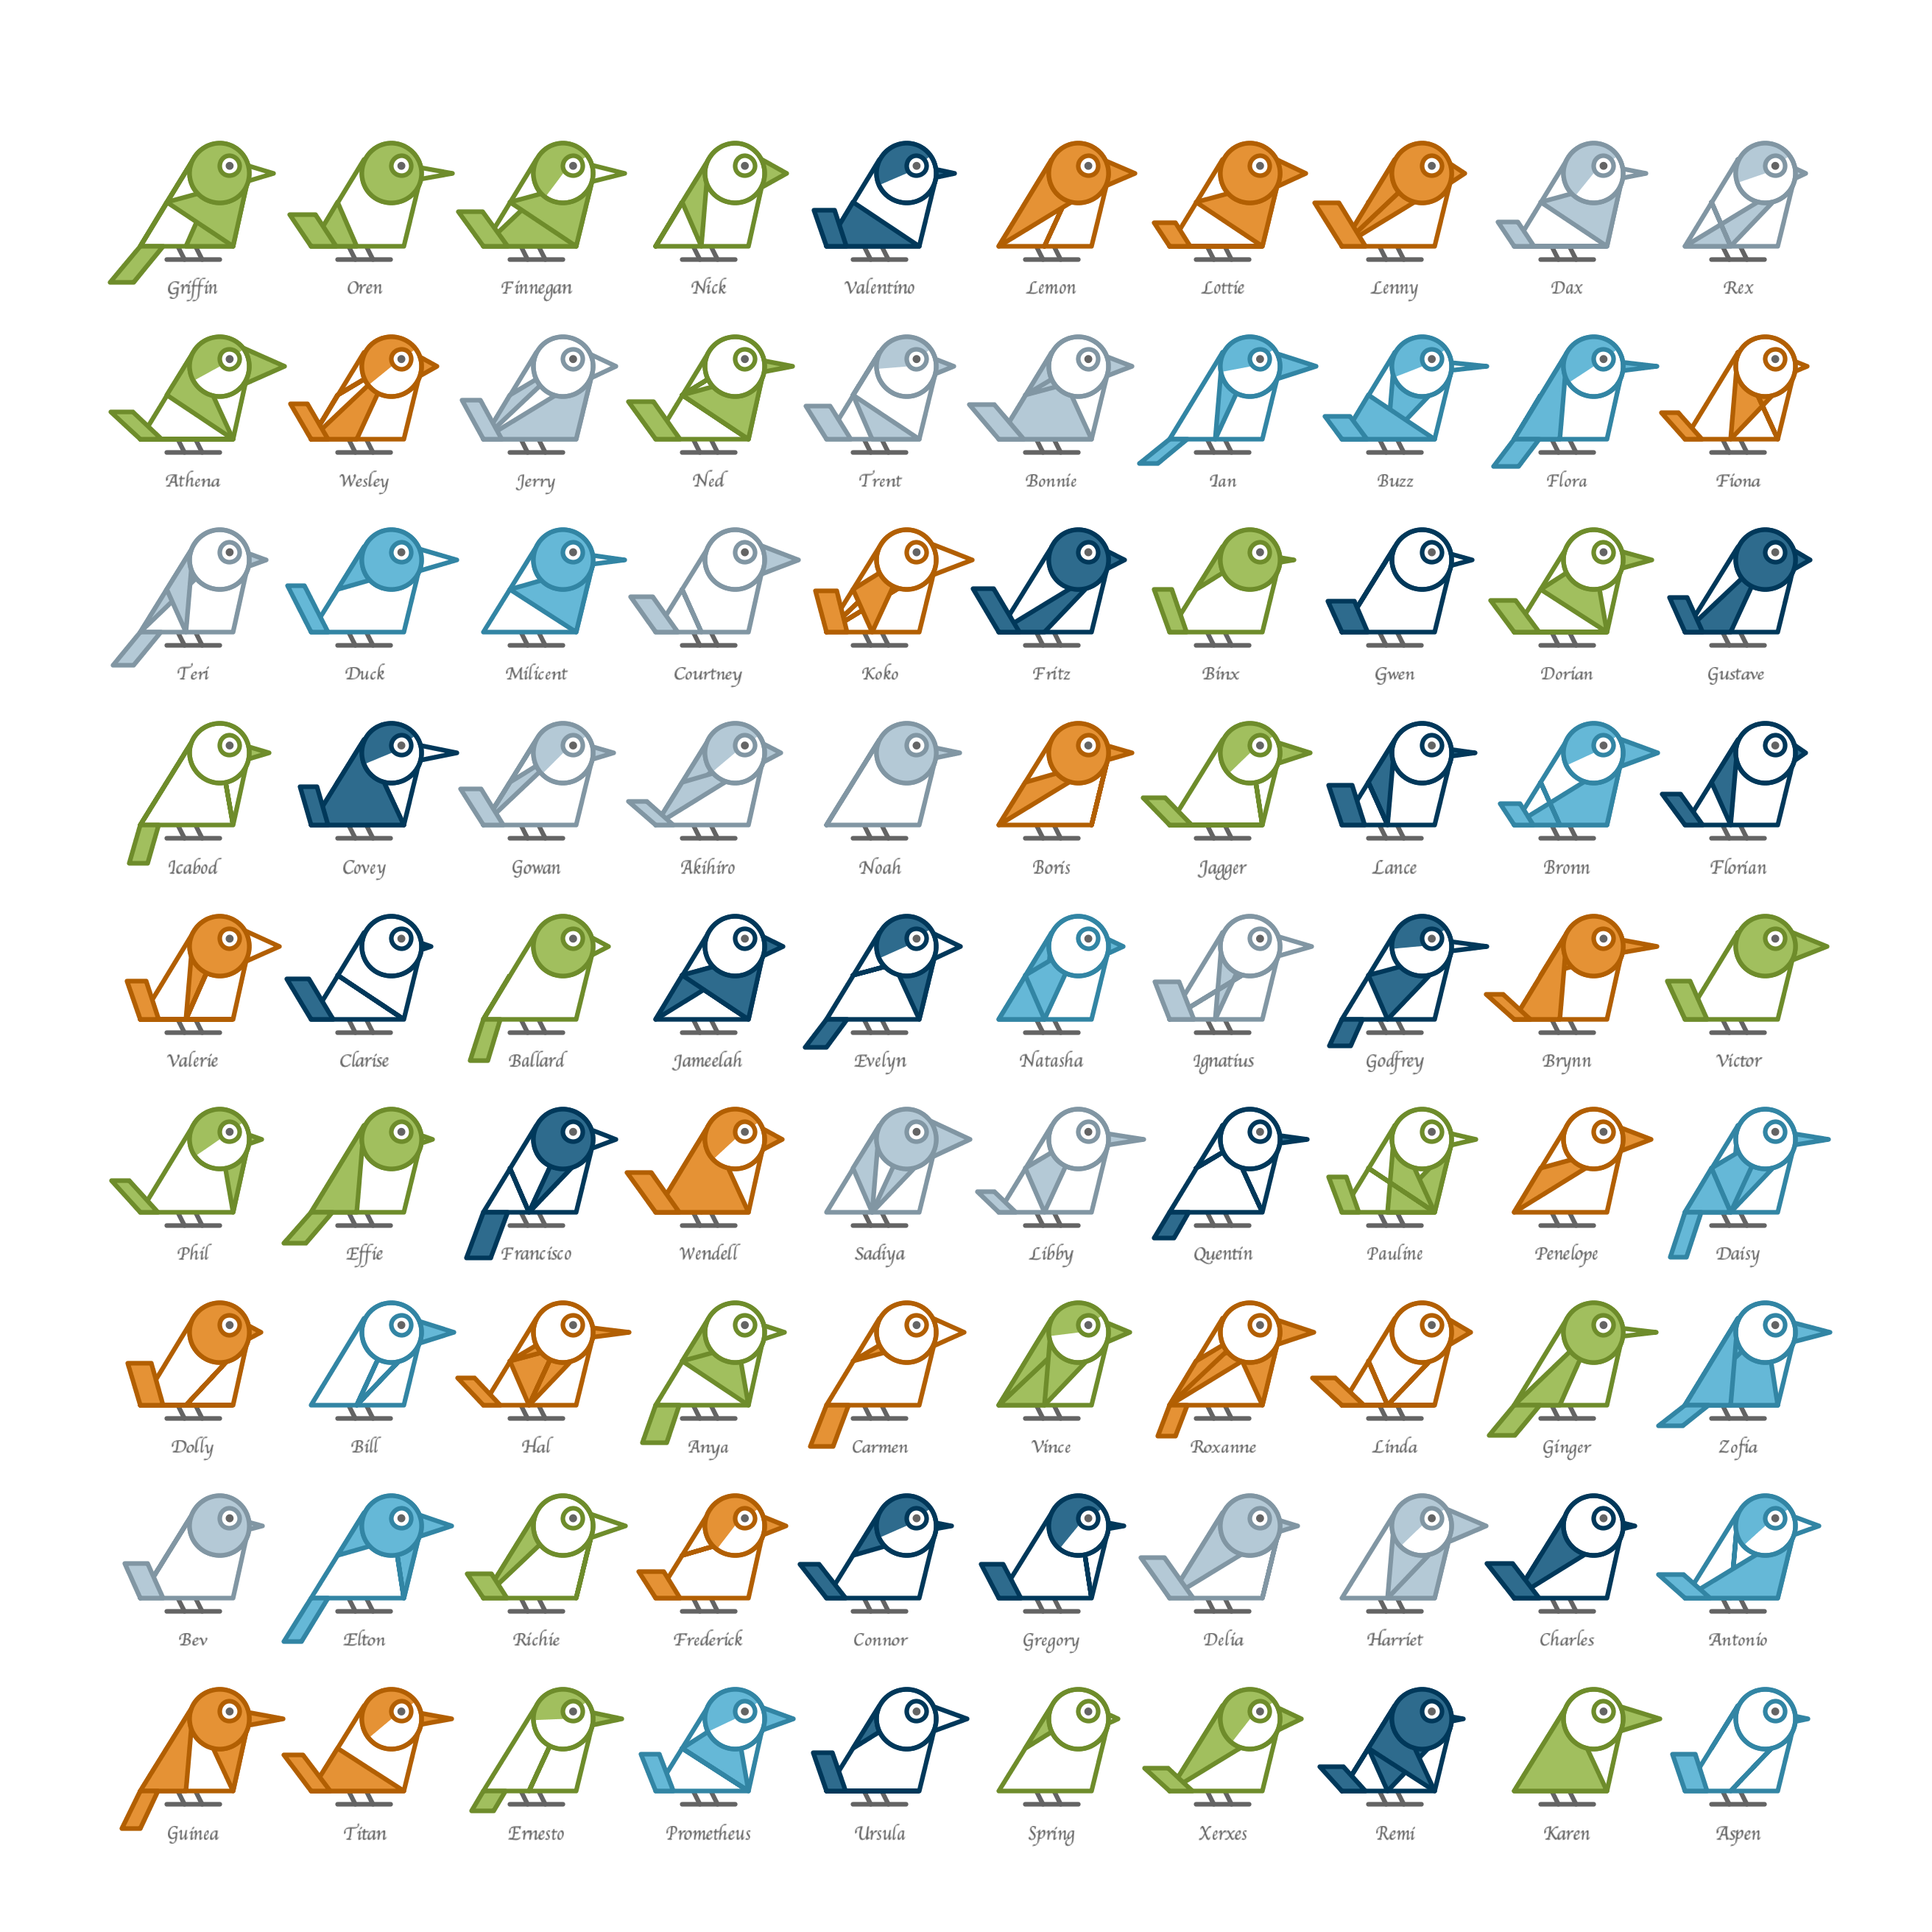 Griffin Oren Finnegan Nick Valentino Lemon Lottie Lenny Dax Rex
Athena Wesley Jerry Ned Trent Bonnie Ian Buzz Flora Fiona
Teri Duck Milicent Courtney Koko Fritz Binx Gwen Dorian Gustave
Icabod Covey Gowan Akihiro Noah Boris Jagger Lance Bronn Florian
Valerie Clarise Ballard Jameelah Evelyn Natasha Ignatius Godfrey Brynn Victor
Phil Effie Francisco Wendell Sadiya Libby Quentin Pauline Penelope Daisy
Dolly Bill Hal Anya Carmen Vince Roxanne Linda Ginger Zofia
Bev Elton Richie Frederick Connor Gregory Delia Harriet Charles Antonio
Guinea Titan Ernesto Prometheus Ursula Spring Xerxes Remi Karen Aspen